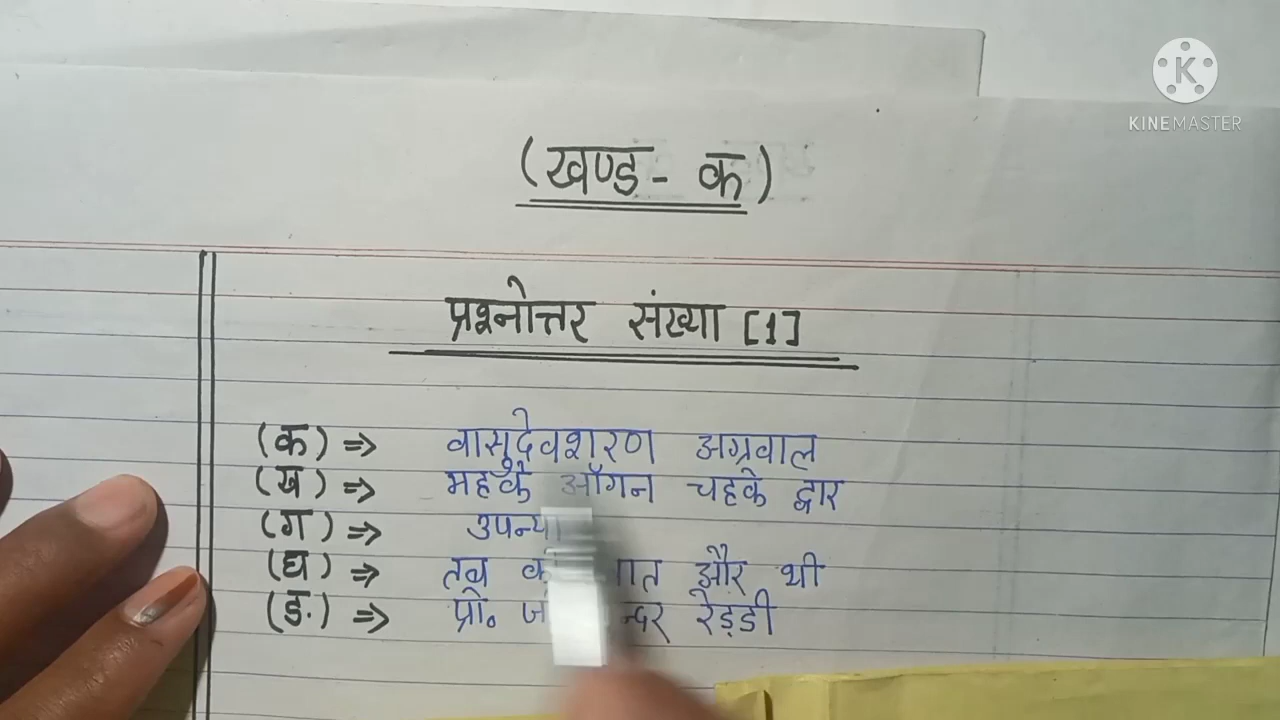 KINEMASTER
(खण्ड - क)
प्रश्नोत्तर संख्या [1]
(क) => वासुदेवशरण अग्रवाल
(ख) => महके आँगन चहके द्वार
(ग) =>
(घ) => तब और थी
(ङ.) => प्रो. रेड्डी